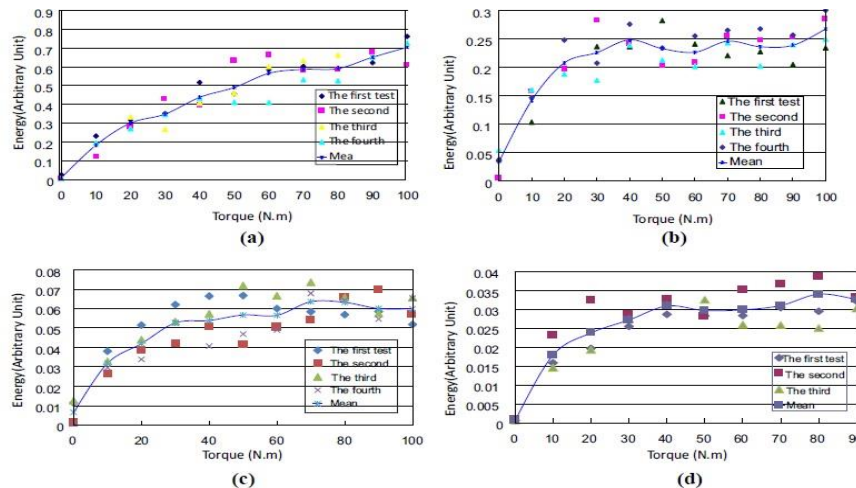 Energy(Arbitrary Unit)
0.9
0.8
0.7
0.6
0.5
0.4
0.3
0.2
0.1
0
The first test
The second
The third
The fourth
Mea
0 10 20 30 40 50 60 70 80 90 100
Torque (N.m)
(a)
Energy(Arbitrary Unit)
0.3
0.25
0.2
0.15
0.1
0.05
0
The first test
The second
The third
The fourth
Mean
0 10 20 30 40 50 60 70 80 90 100
Torque (N.m)
(b)
Energy(Arbitrary Unit)
0.08
0.07
0.06
0.05
0.04
0.03
0.02
0.01
0
The first test
The second
The third
The fourth
Mean
0 20 40 60 80 100
Torque (N.m)
(c)
Energy(Arbitrary Unit)
0.04
0.035
0.03
0.025
0.02
0.015
0.01
0.005
0
The first test
The second
The third
Mean
0 10 20 30 40 50 60 70 80 90
Torque (N.m)
(d)